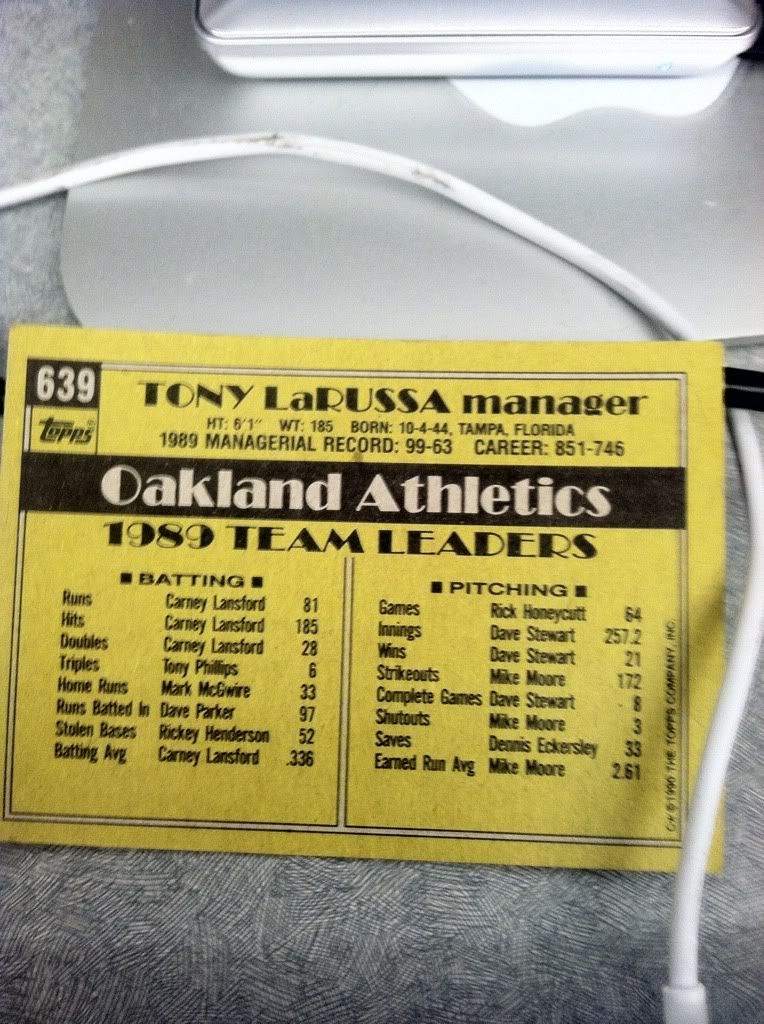 639
Topps®
TONY LaRUSSA manager
HT: 6'1" WT: 185 BORN: 10-4-44, TAMPA, FLORIDA
1989 MANAGERIAL RECORD: 99-63 CAREER: 851-746
Oakland Athletics
1989 TEAM LEADERS
■ BATTING ■
Runs Carney Lansford 81
Hits Carney Lansford 185
Doubles Carney Lansford 28
Triples Tony Phillips 6
Home Runs Mark McGwire 33
Runs Batted In Dave Parker 97
Stolen Bases Rickey Henderson 52
Batting Avg Carney Lansford .336
■ PITCHING ■
Games Rick Honeycutt 64
Innings Dave Stewart 257.2
Wins Dave Stewart 21
Strikeouts Mike Moore 172
Complete Games Dave Stewart 8
Shutouts Mike Moore 3
Saves Dennis Eckersley 33
Earned Run Avg Mike Moore 2.61
©1990 THE TOPPS COMPANY, INC.